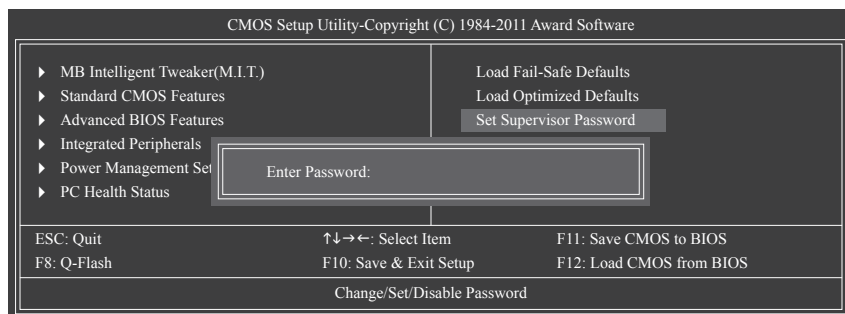 CMOS Setup Utility-Copyright (C) 1984-2011 Award Software
MB Intelligent Tweaker(M.I.T.)
Standard CMOS Features
Advanced BIOS Features
Integrated Peripherals
Power Management Set
PC Health Status
Load Fail-Safe Defaults
Load Optimized Defaults
Set Supervisor Password
Enter Password:
ESC: Quit
↑↓→←: Select Item
F11: Save CMOS to BIOS
F8: Q-Flash
F10: Save & Exit Setup
F12: Load CMOS from BIOS
Change/Set/Disable Password